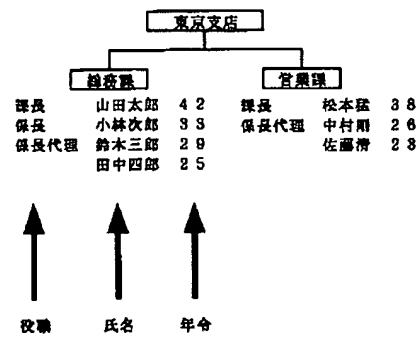 東京支店
総務課
営業課
課長 山田太郎 42
係長 小林次郎 33
係長代理 鈴木三郎 29
田中四郎 25
課長 松本猛 38
係長代理 中村剛 26
佐藤清 23
役職 氏名 年令